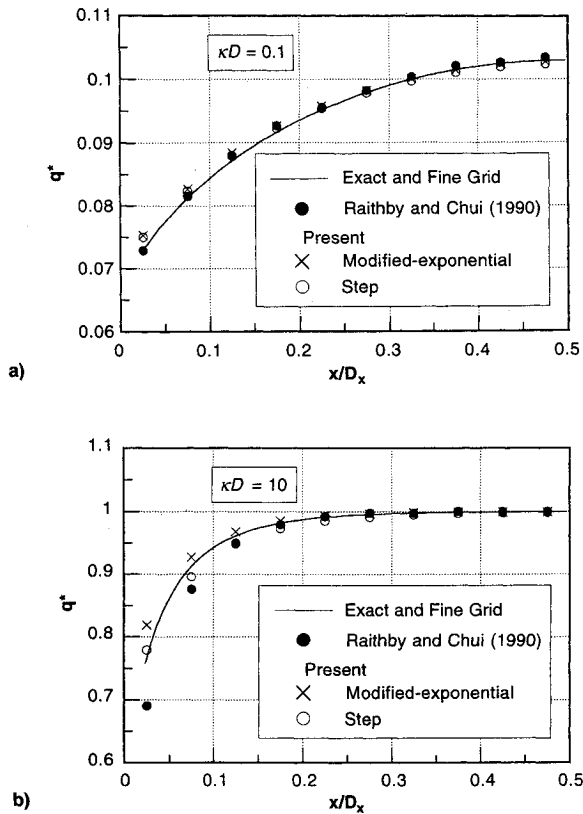 0.11
κD = 0.1
0.1
0.09
q*
Exact and Fine Grid
0.08
Raithby and Chui (1990)
Present
Modified-exponential
0.07
Step
0.06
0 0.1 0.2 0.3 0.4 0.5
a)
x/Dx
1.1
κD = 10
1
0.9
q*
Exact and Fine Grid
0.8
Raithby and Chui (1990)
Present
0.7
Modified-exponential
Step
0.6
0 0.1 0.2 0.3 0.4 0.5
b)
x/Dx